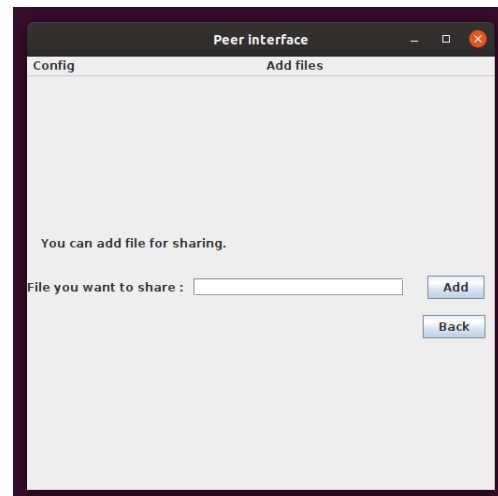 Peer interface
Config Add files
You can add file for sharing.
File you want to share : Add
Back